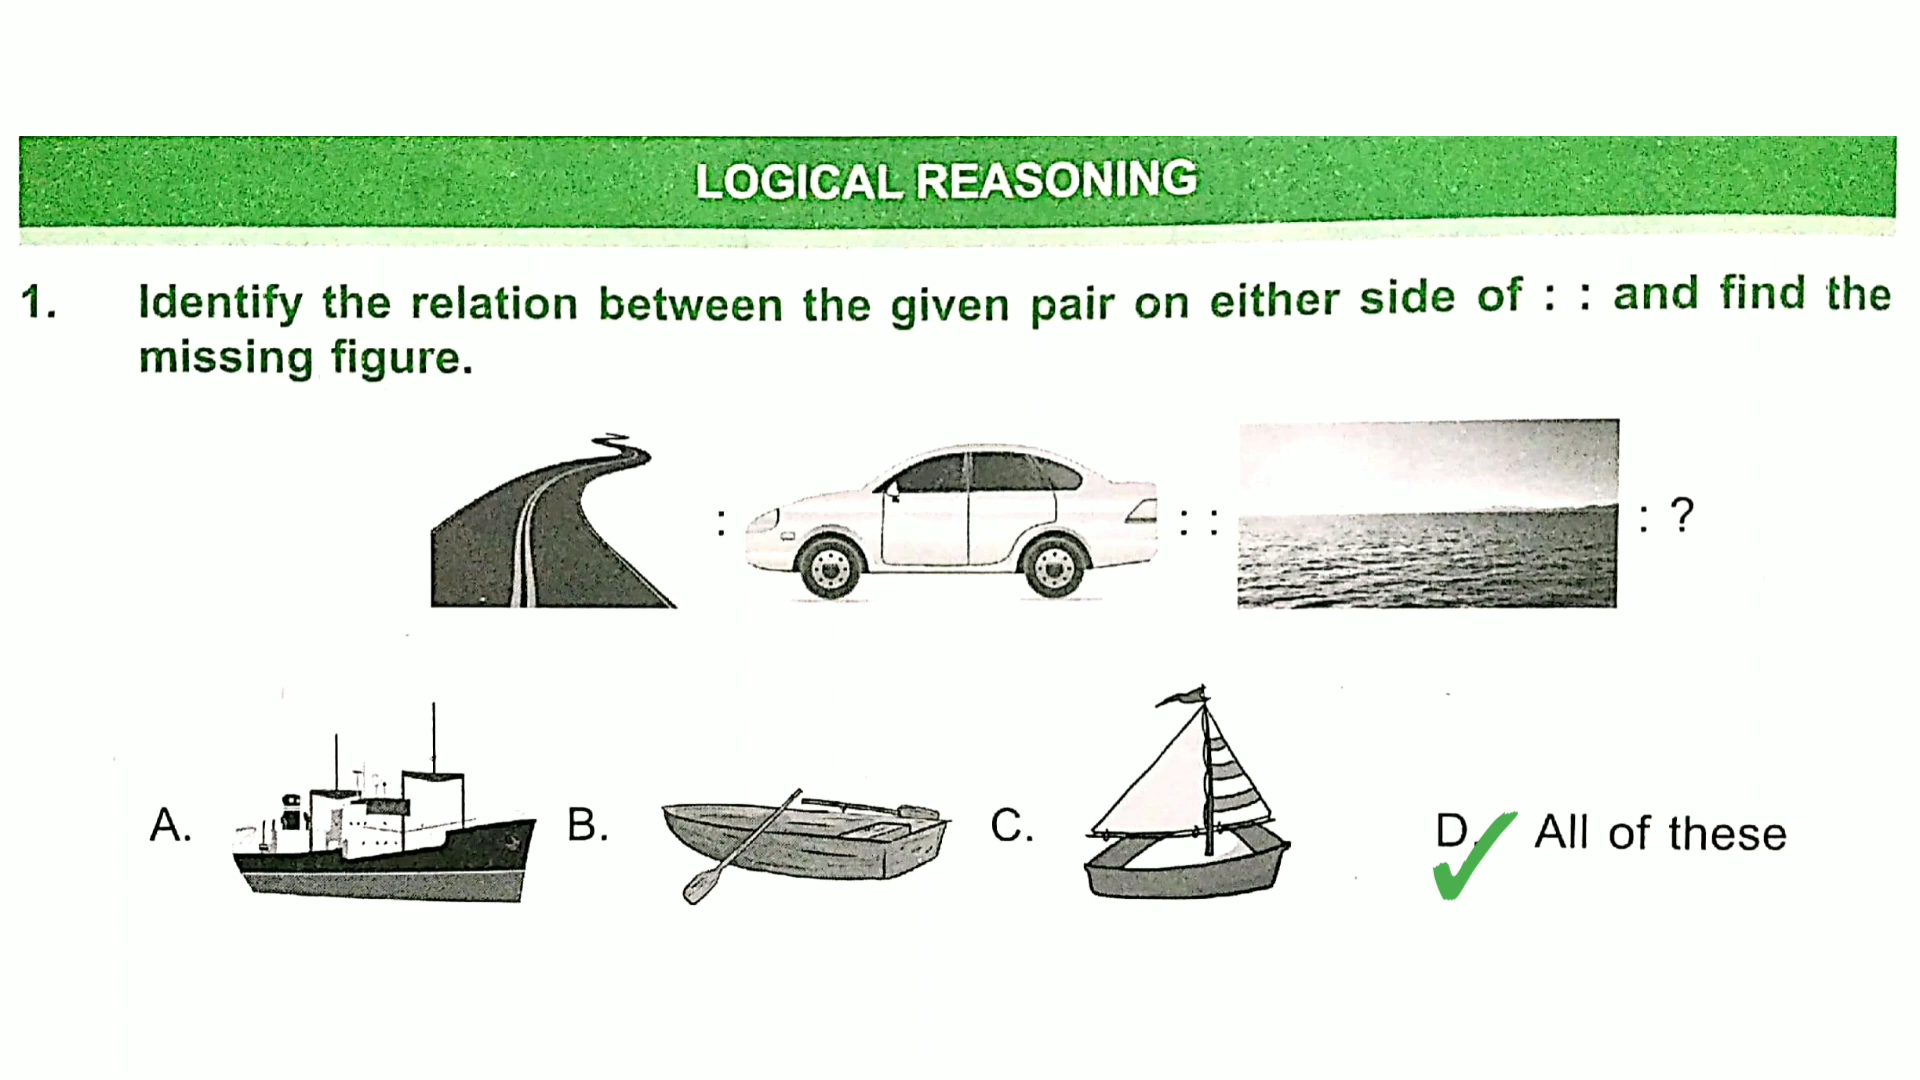 LOGICAL REASONING
1. Identify the relation between the given pair on either side of : : and find the
missing figure.
: : : : ?
A. B. C. D. All of these